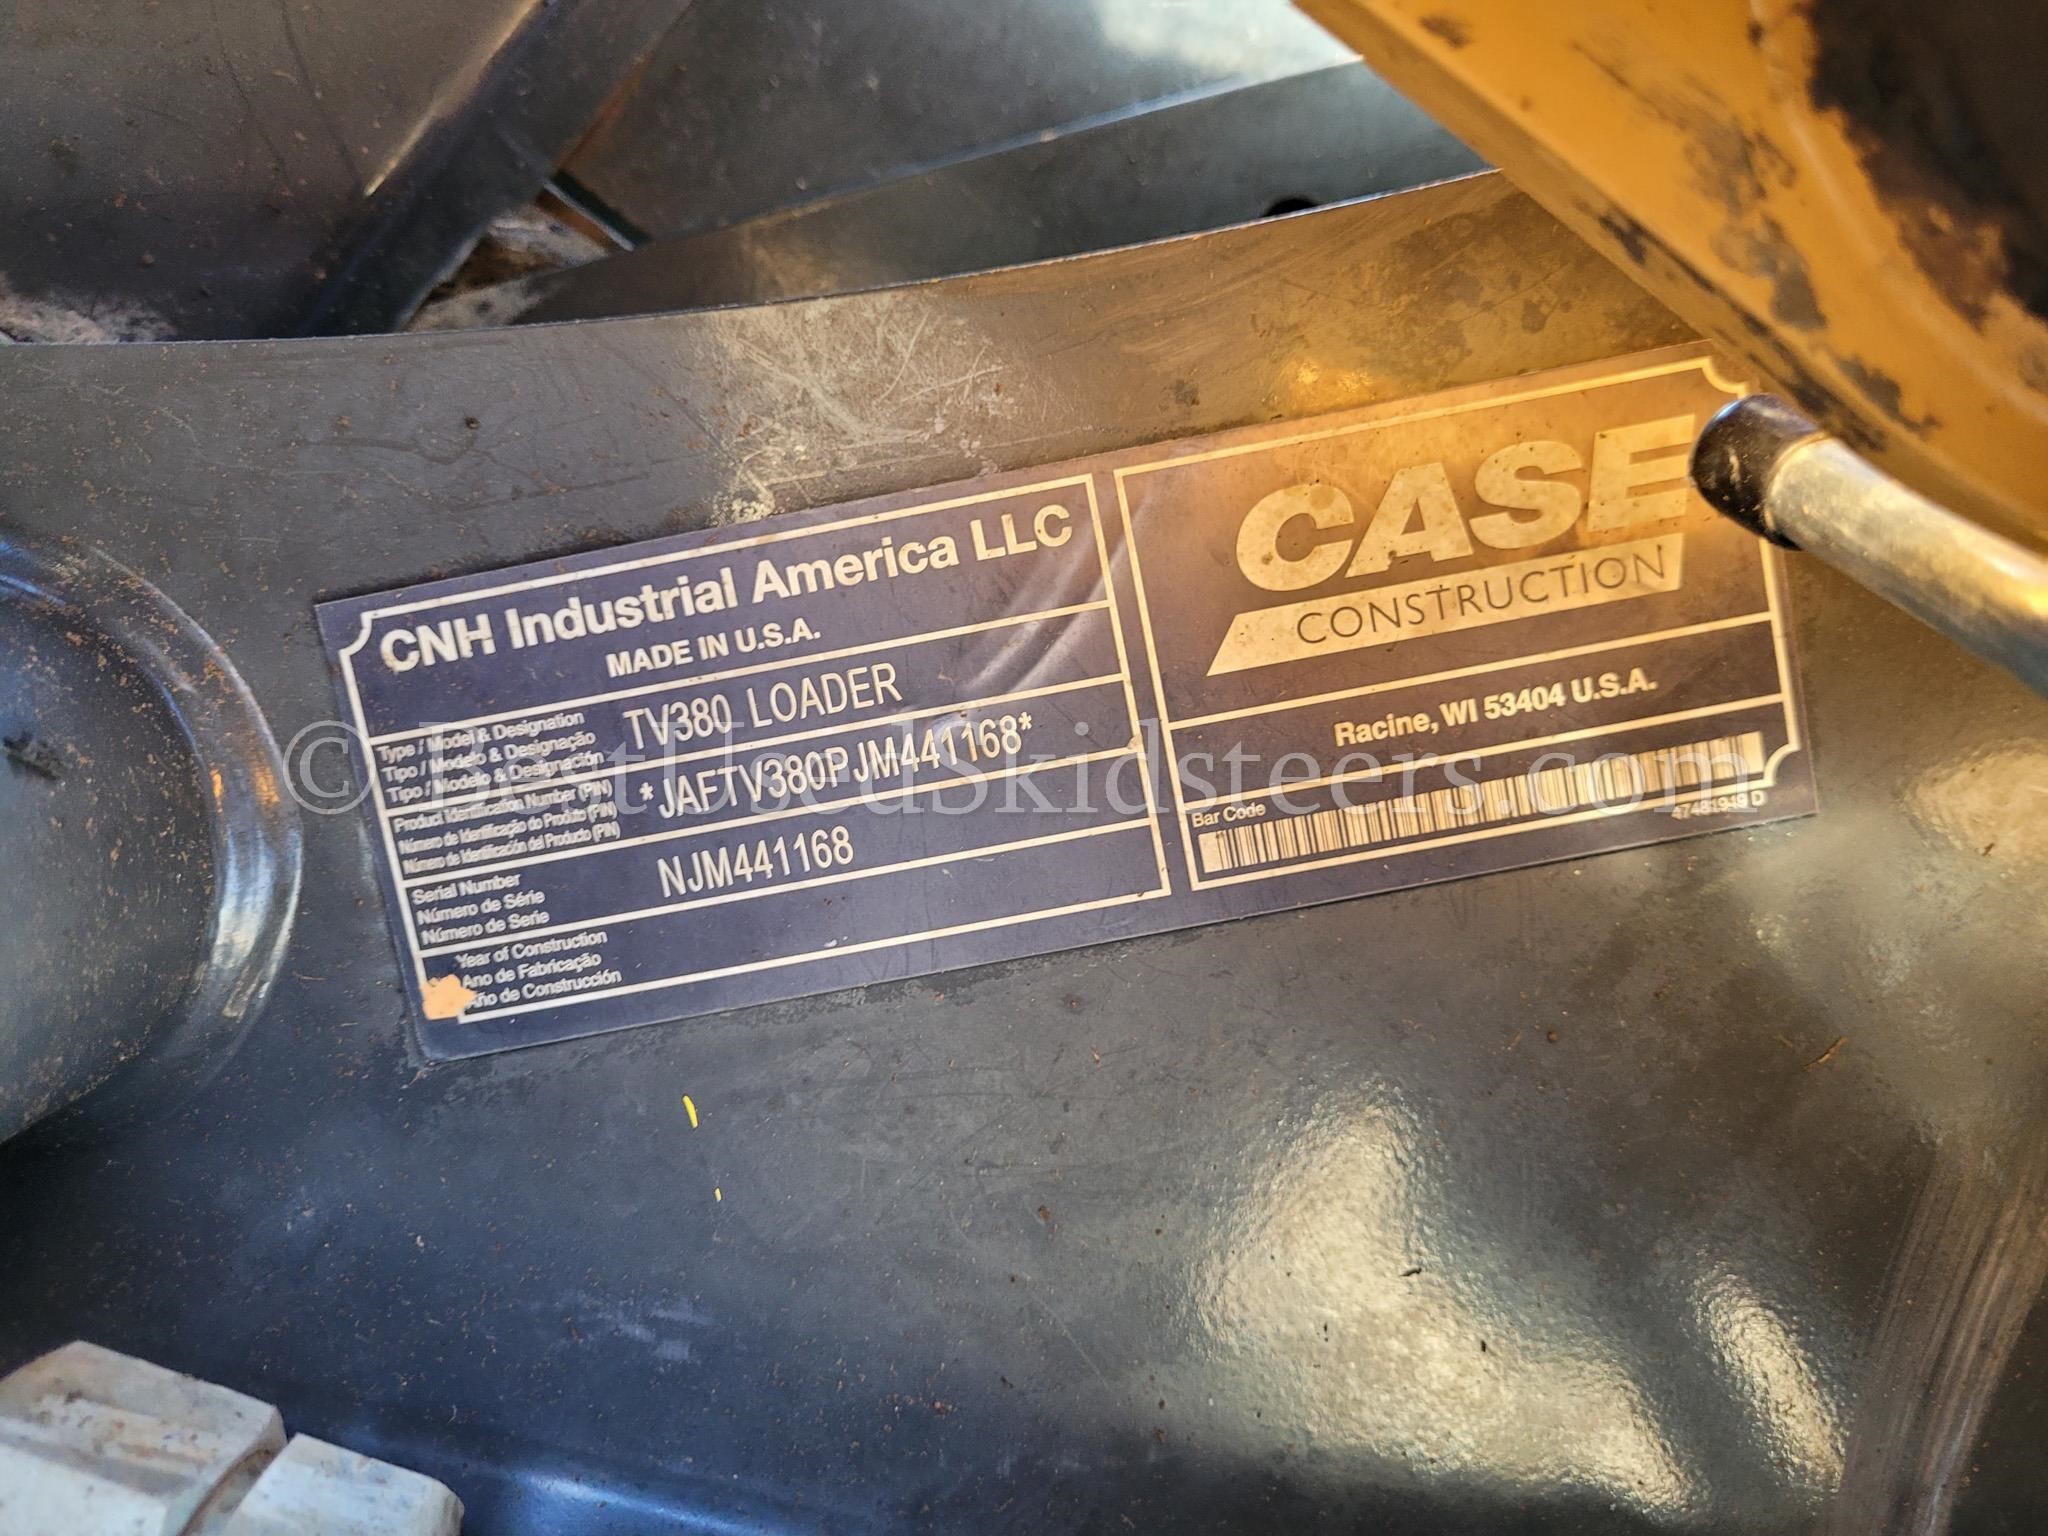 CNH Industrial America LLC
MADE IN U.S.A.
Type / Model & Designation
Tipo / Modelo & Designação
Tipo / Modelo & Designación
TV380 LOADER
Product Identification Number (PIN)
Número de Identificação do Produto (PIN)
Número de Identificación del Producto (PIN)
*JAFTV380PJM441168*
Serial Number
Número de Série
Número de Serie
NJM441168
Year of Construction
Ano de Fabricação
Año de Construcción
CASE
CONSTRUCTION
Racine, WI 53404 U.S.A.
Bar Code
© BestUsedSkidsteers.com